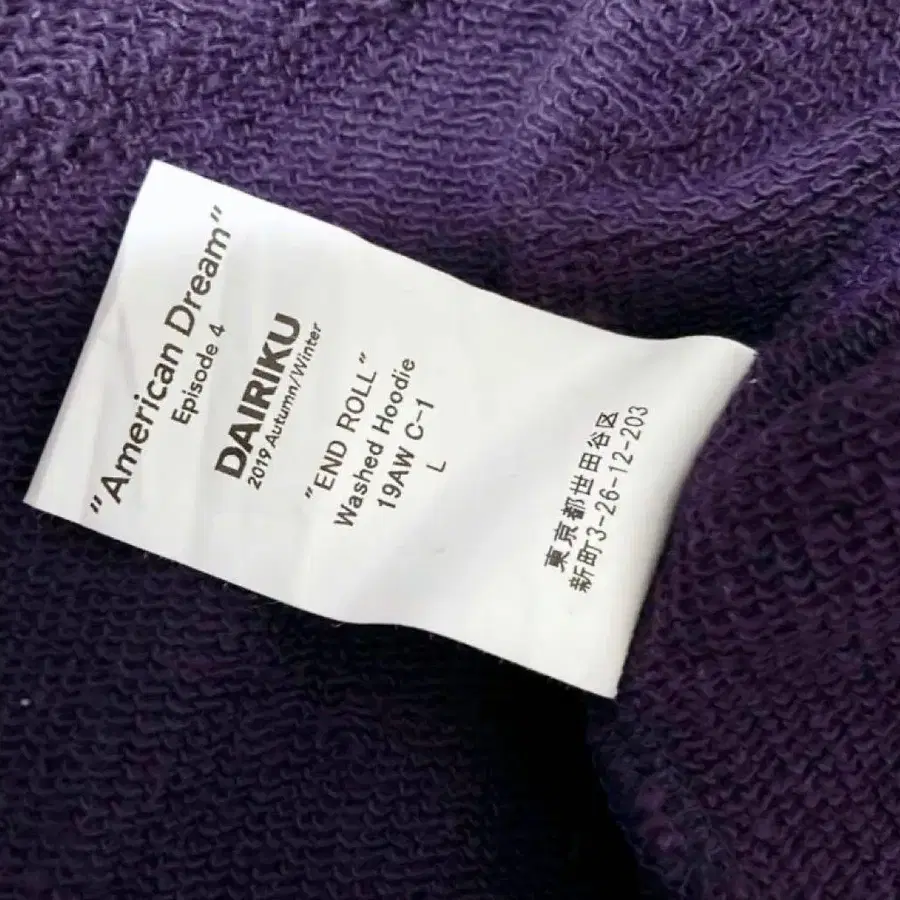 "American Dream"
Episode 4
DAIRIKU
2019 Autumn/Winter
"END ROLL"
Washed Hoodie
19AW C-1
L
東京都世田谷区
新町3-26-12-203